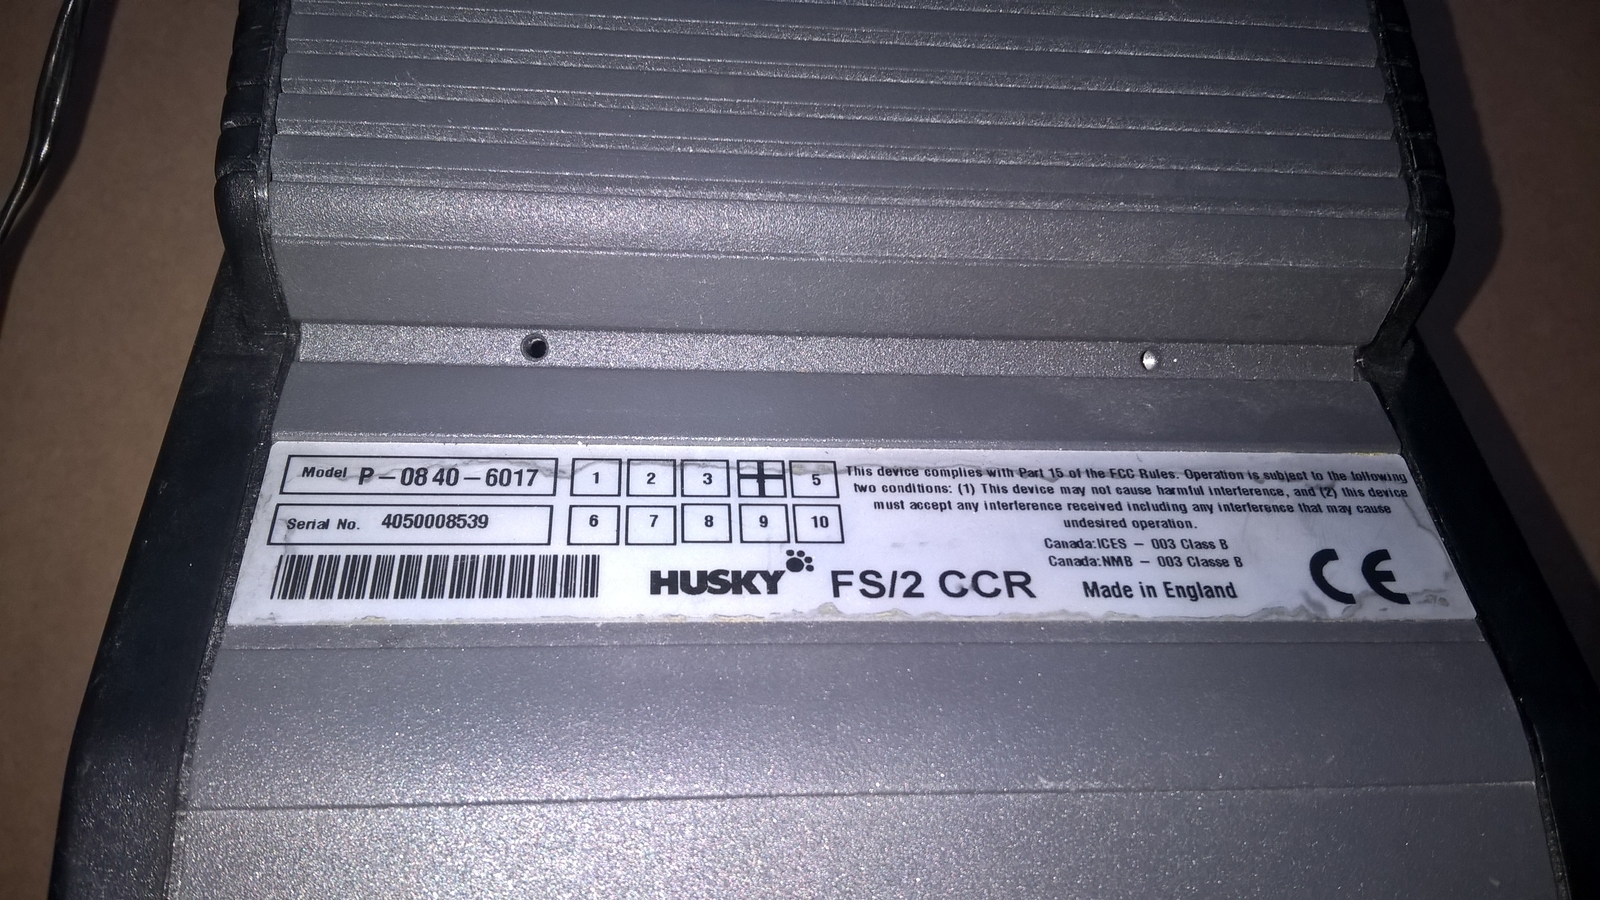 Model P-0840-6017
1 2 3 5
Serial No. 4050008539
6 7 8 9 10
HUSKY FS/2 CCR
This device complies with Part 15 of the FCC Rules. Operation is subject to the following
two conditions: (1) This device may not cause harmful interference, and (2) this device
must accept any interference received including any interference that may cause
undesired operation.
Canada:ICES - 003 Class B
Canada:NMB - 003 Classe B
Made in England
CE